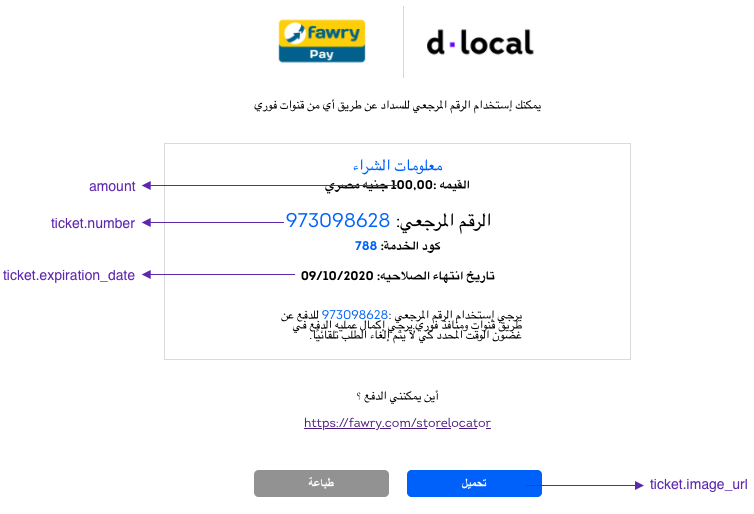 fawry
Pay
d·local
يمكنك إستخدام الرقم المرجعي للسداد عن طريق أي من قنوات فوري
معلومات الشراء
القيمه :100,00 جنيه مصري
amount
الرقم المرجعي: 973098628
ticket.number
كود الخدمة: 788
تاريخ انتهاء الصلاحيه: 09/10/2020
ticket.expiration_date
يرجي إستخدام الرقم المرجعي :973098628 للدفع عن
طريق قنوات ومنافذ فوري.يرجي إكمال عمليه الدفع في
غضون الوقت المحدد كي لا يتم إلغاء الطلب تلقائيا.
أين يمكنني الدفع ؟
https://fawry.com/storelocator
تحميل
طباعة
ticket.image_url